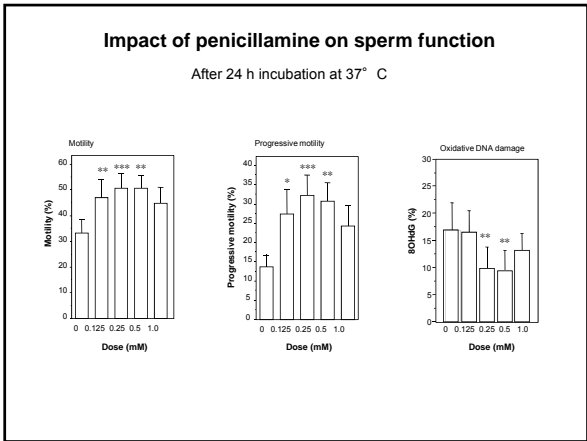 Impact of penicillamine on sperm function
After 24 h incubation at 37° C
Motility
Motility (%)
60
50
40
30
20
10
0
** *** **
0 0.125 0.25 0.5 1.0
Dose (mM)
Progressive motility
Progressive motility (%)
40
35
30
25
20
15
10
5
0
* *** **
0 0.125 0.25 0.5 1.0
Dose (mM)
Oxidative DNA damage
8OHdG (%)
30
25
20
15
10
5
0
** **
0 0.125 0.25 0.5 1.0
Dose (mM)